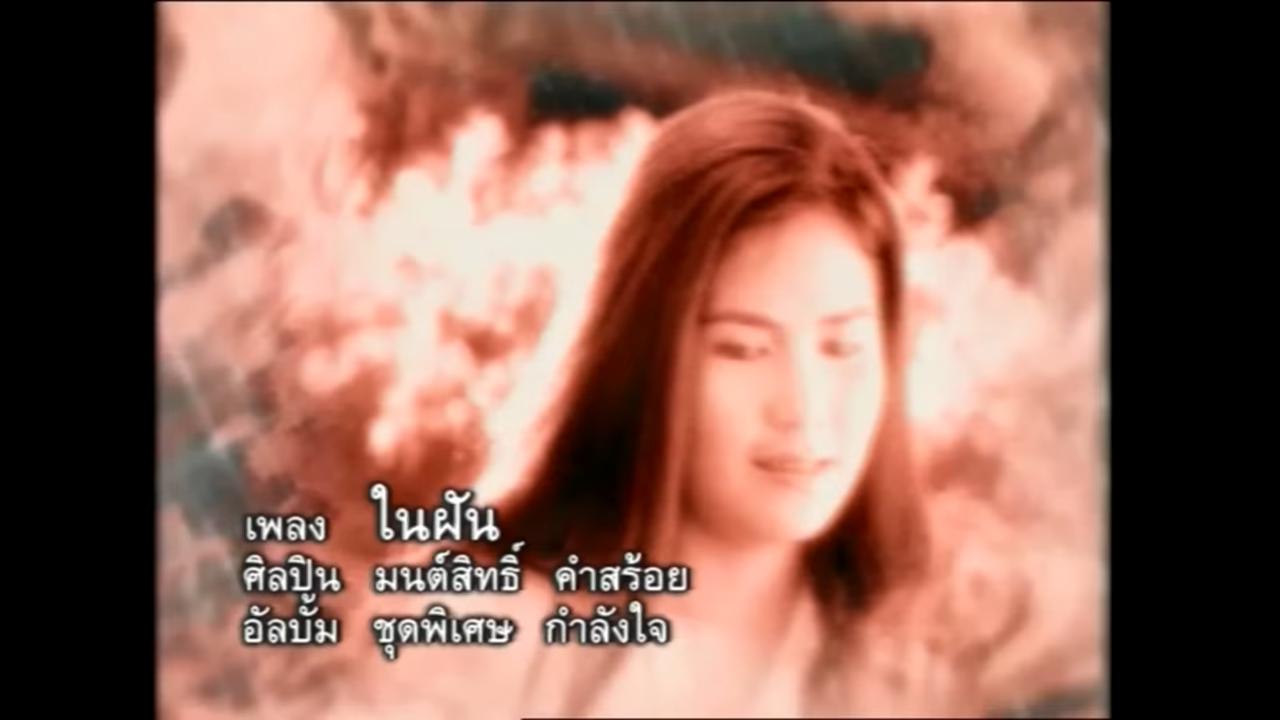 เพลง ในฝัน
ศิลปิน มนต์สิทธิ์ คำสร้อย
อัลบั้ม ชุดพิเศษ กำลังใจ